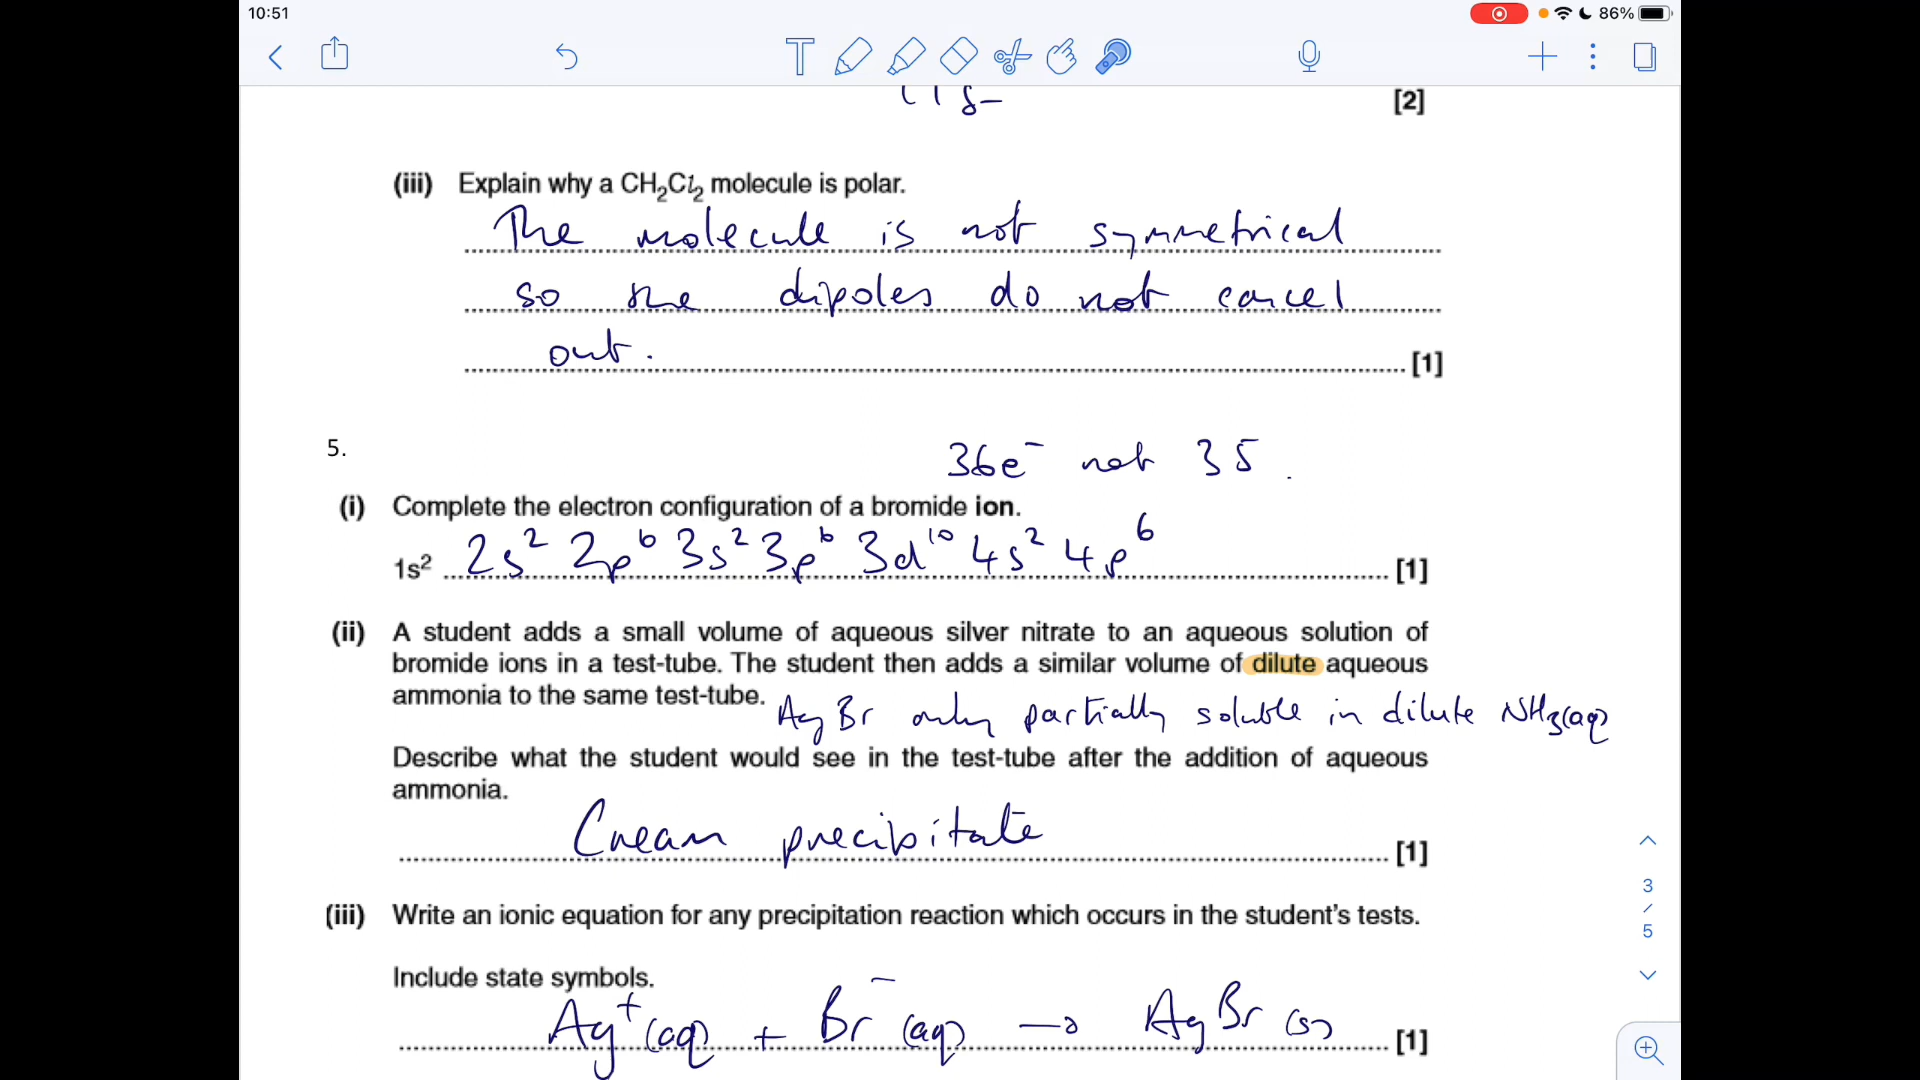 10:51
86%
[2]
(iii) Explain why a CH₂Cl₂ molecule is polar.
The molecule is not symmetrical
so the dipoles do not cancel
out.
[1]
5.
36e⁻ not 35.
(i) Complete the electron configuration of a bromide ion.
1s² 2s² 2p⁶ 3s² 3p⁶ 3d¹⁰ 4s² 4p⁶ [1]
(ii) A student adds a small volume of aqueous silver nitrate to an aqueous solution of
bromide ions in a test-tube. The student then adds a similar volume of dilute aqueous
ammonia to the same test-tube.
AgBr only partially soluble in dilute NH₃(aq)
Describe what the student would see in the test-tube after the addition of aqueous
ammonia.
Cream precipitate [1]
(iii) Write an ionic equation for any precipitation reaction which occurs in the student's tests.
Include state symbols.
Ag⁺(aq) + Br⁻(aq) → AgBr(s) [1]
3
/
5